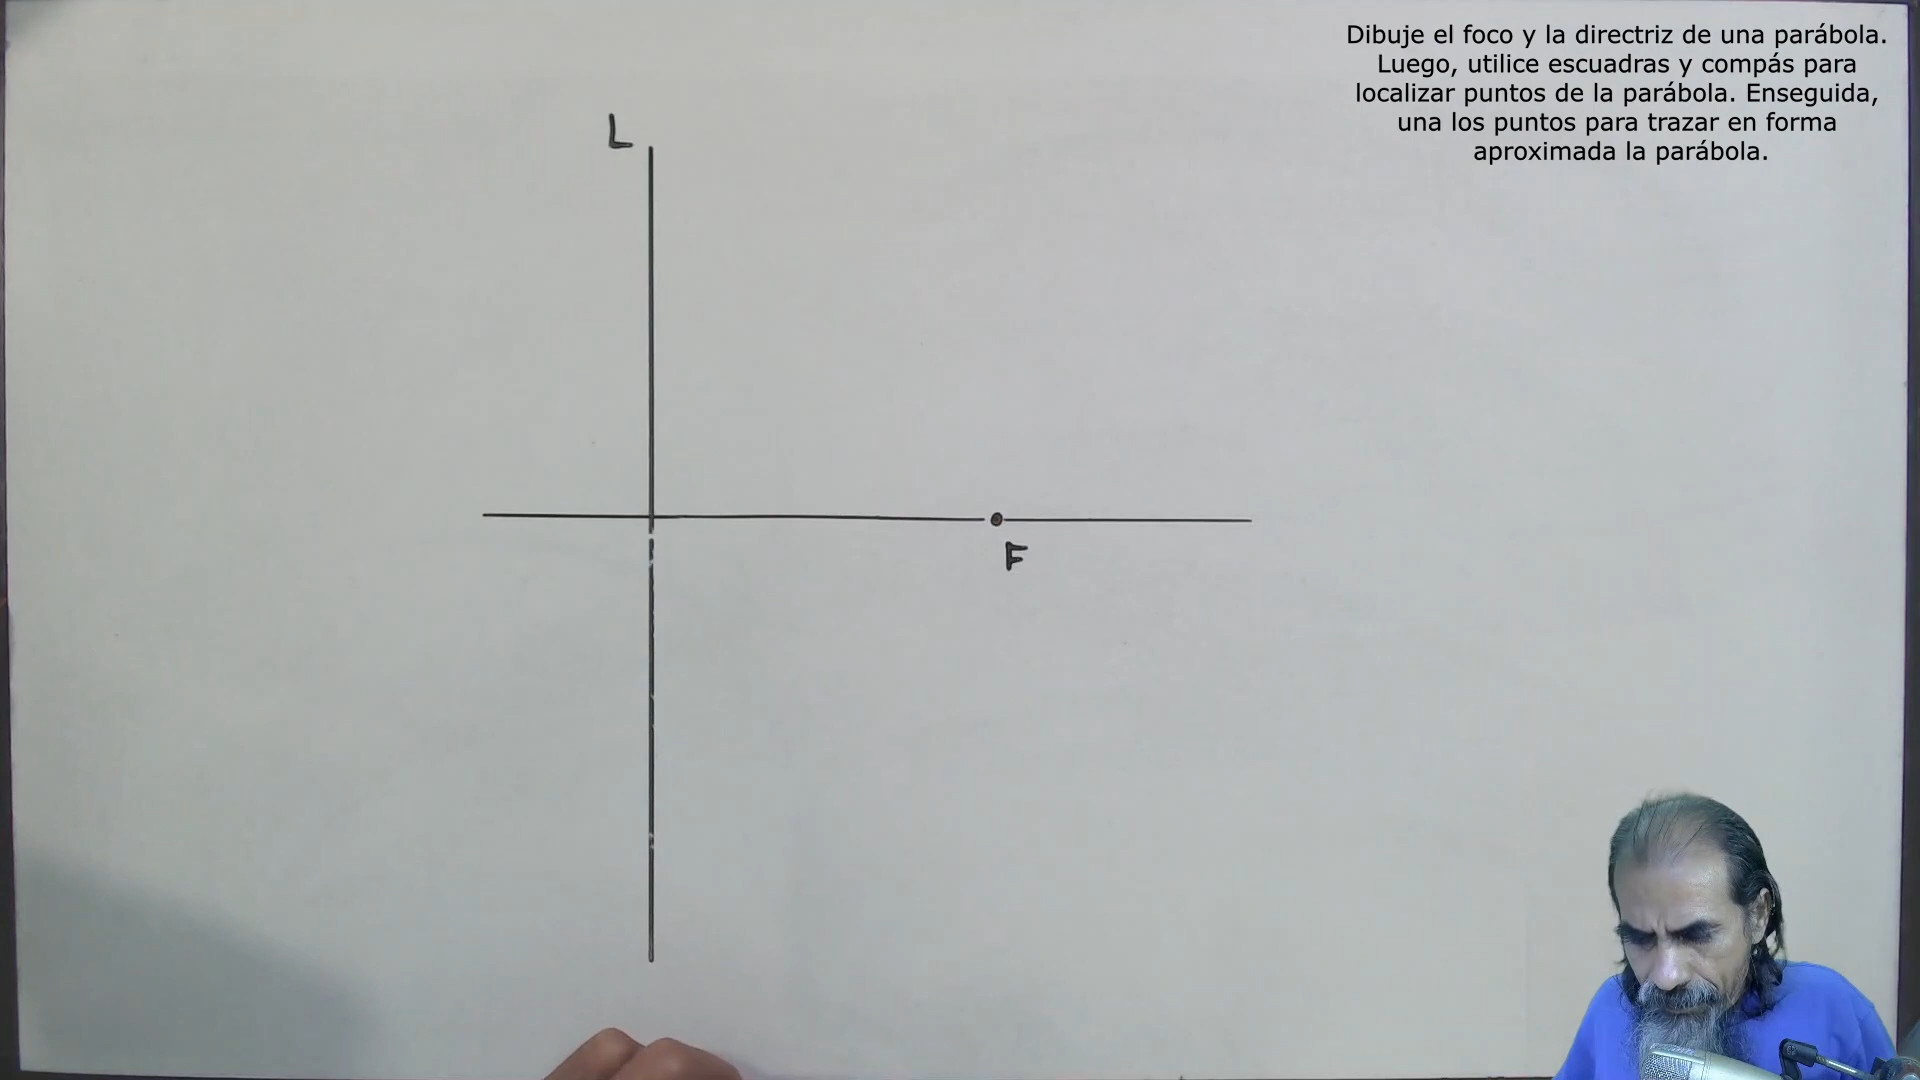 Dibuje el foco y la directriz de una parábola.
Luego, utilice escuadras y compás para
localizar puntos de la parábola. Enseguida,
una los puntos para trazar en forma
aproximada la parábola.
L
F